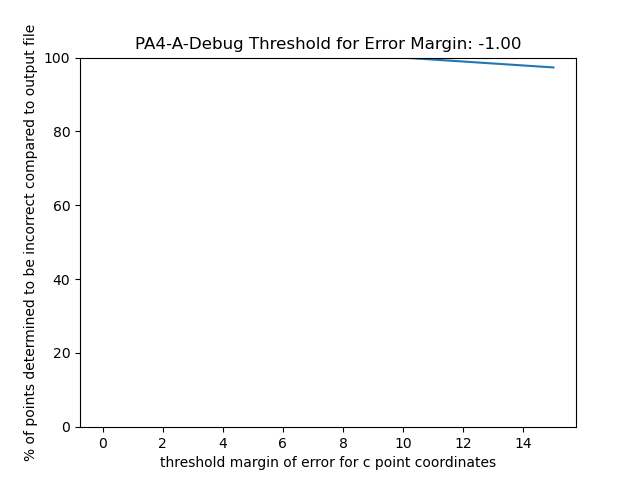 PA4-A-Debug Threshold for Error Margin: -1.00
% of points determined to be incorrect compared to output file
100
80
60
40
20
0
0 2 4 6 8 10 12 14
threshold margin of error for c point coordinates